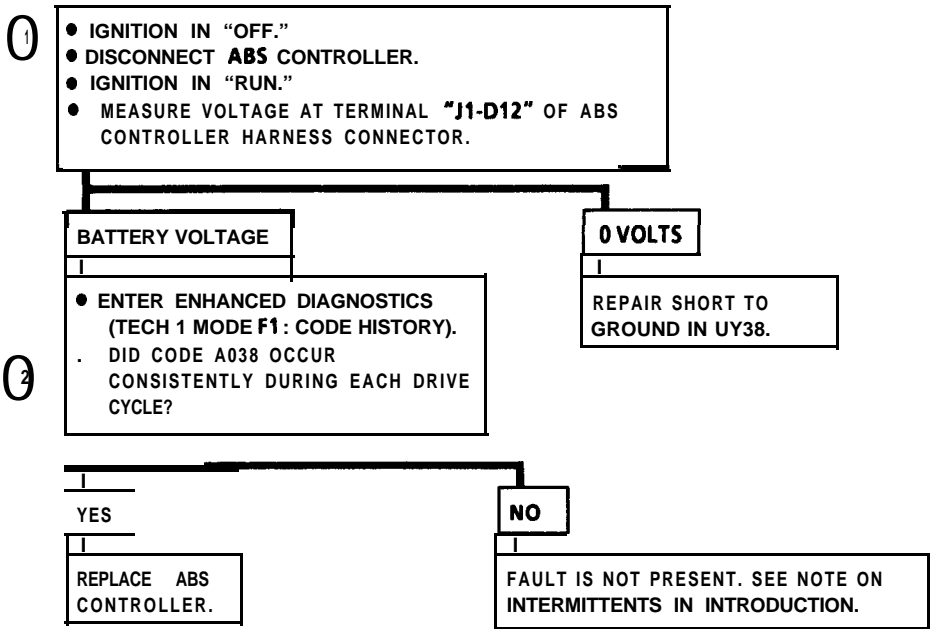 1
● IGNITION IN “OFF.”
● DISCONNECT ABS CONTROLLER.
● IGNITION IN “RUN.”
● MEASURE VOLTAGE AT TERMINAL "J1-D12" OF ABS
CONTROLLER HARNESS CONNECTOR.
BATTERY VOLTAGE
0 VOLTS
● ENTER ENHANCED DIAGNOSTICS
(TECH 1 MODE F1: CODE HISTORY).
. DID CODE A038 OCCUR
CONSISTENTLY DURING EACH DRIVE
CYCLE?
2
REPAIR SHORT TO
GROUND IN UY38.
YES
NO
REPLACE ABS
CONTROLLER.
FAULT IS NOT PRESENT. SEE NOTE ON
INTERMITTENTS IN INTRODUCTION.